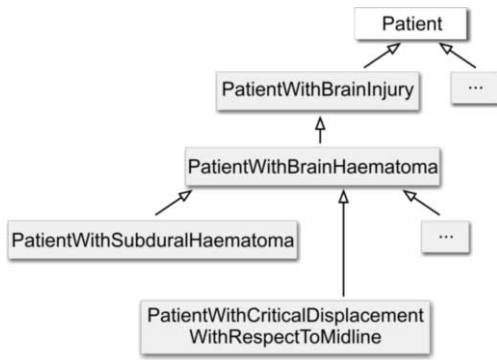 Patient
PatientWithBrainInjury
...
PatientWithBrainHaematoma
PatientWithSubduralHaematoma
...
PatientWithCriticalDisplacement
WithRespectToMidline